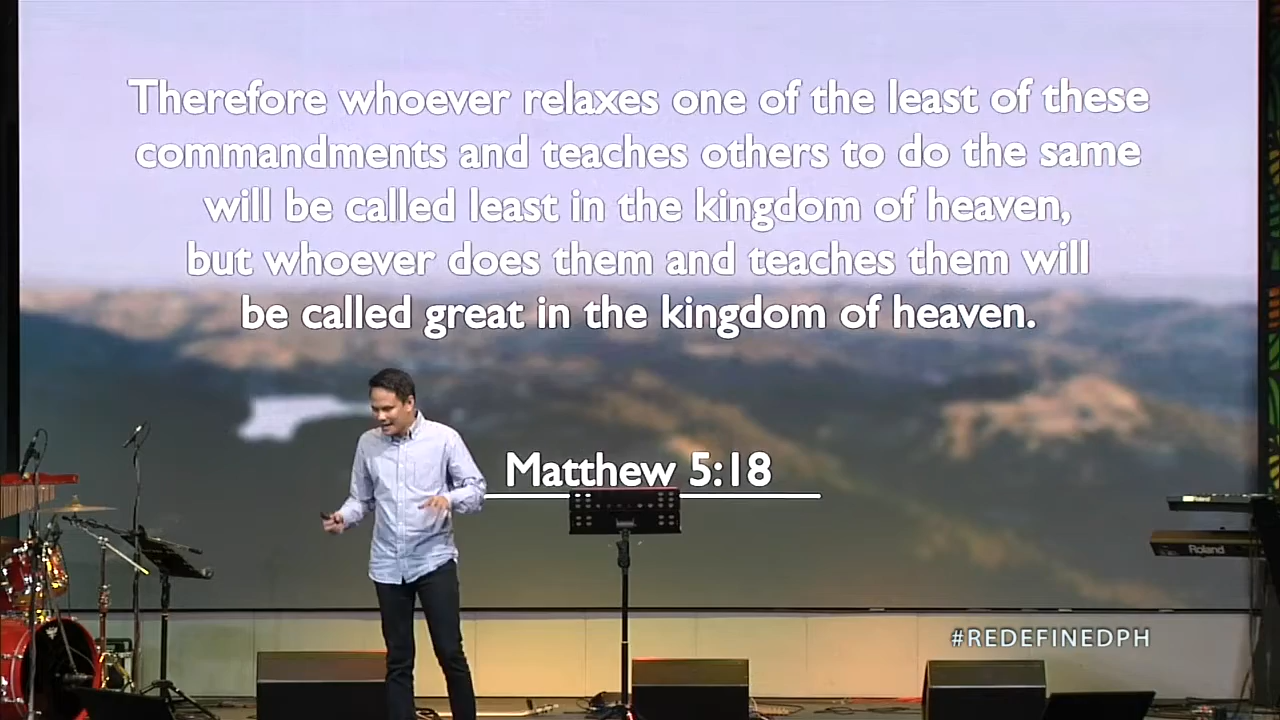 Therefore whoever relaxes one of the least of these
commandments and teaches others to do the same
will be called least in the kingdom of heaven,
but whoever does them and teaches them will
be called great in the kingdom of heaven.
Matthew 5:18
Roland
#REDEFINEDPH